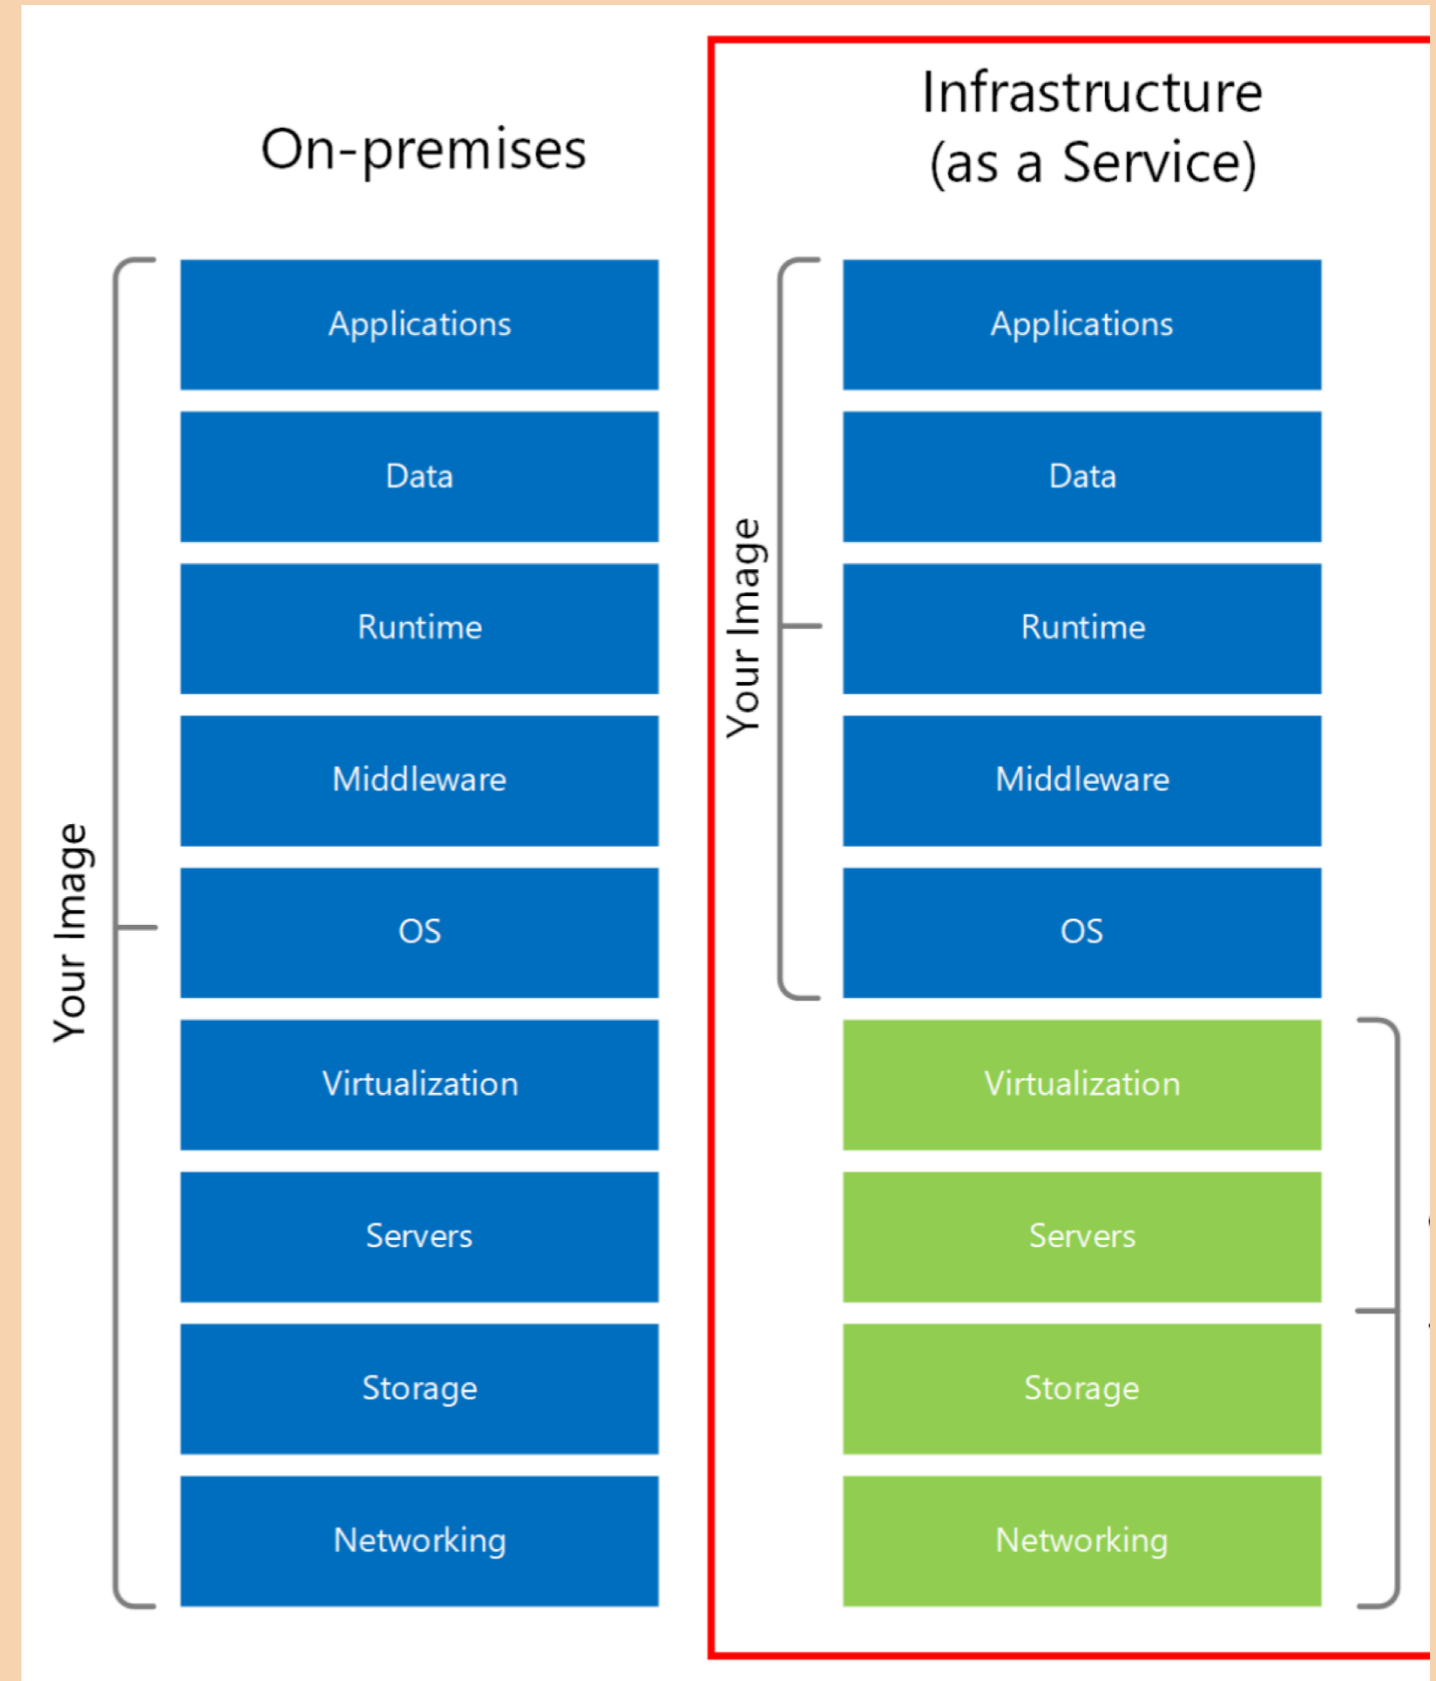 On-premises
Your Image
Applications
Data
Runtime
Middleware
OS
Virtualization
Servers
Storage
Networking
Infrastructure
(as a Service)
Your Image
Applications
Data
Runtime
Middleware
OS
Virtualization
Servers
Storage
Networking